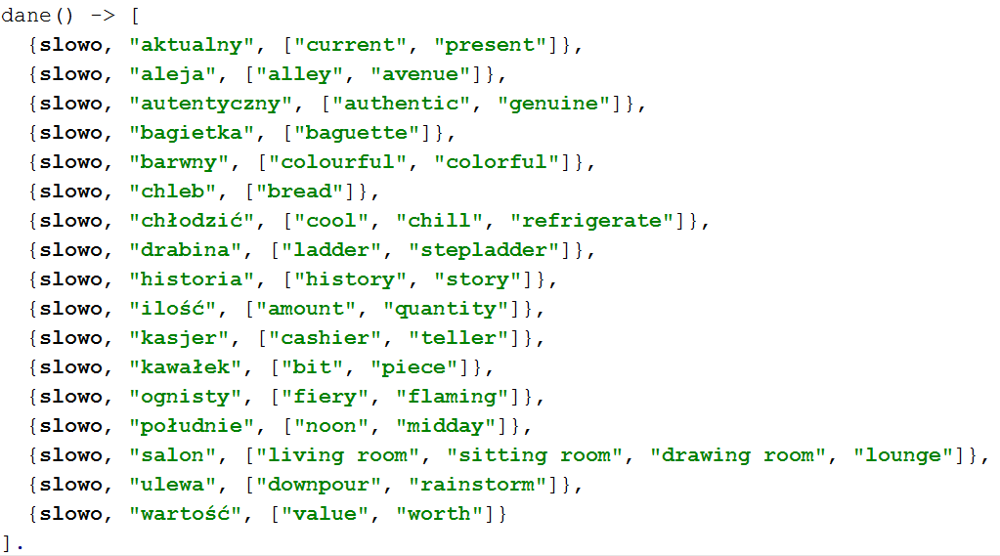 dane() -> [
  {slowo, "aktualny", ["current", "present"]},
  {slowo, "aleja", ["alley", "avenue"]},
  {slowo, "autentyczny", ["authentic", "genuine"]},
  {slowo, "bagietka", ["baguette"]},
  {slowo, "barwny", ["colourful", "colorful"]},
  {slowo, "chleb", ["bread"]},
  {slowo, "chłodzić", ["cool", "chill", "refrigerate"]},
  {slowo, "drabina", ["ladder", "stepladder"]},
  {slowo, "historia", ["history", "story"]},
  {slowo, "ilość", ["amount", "quantity"]},
  {slowo, "kasjer", ["cashier", "teller"]},
  {slowo, "kawałek", ["bit", "piece"]},
  {slowo, "ognisty", ["fiery", "flaming"]},
  {slowo, "południe", ["noon", "midday"]},
  {slowo, "salon", ["living room", "sitting room", "drawing room", "lounge"]},
  {slowo, "ulewa", ["downpour", "rainstorm"]},
  {slowo, "wartość", ["value", "worth"]}
].